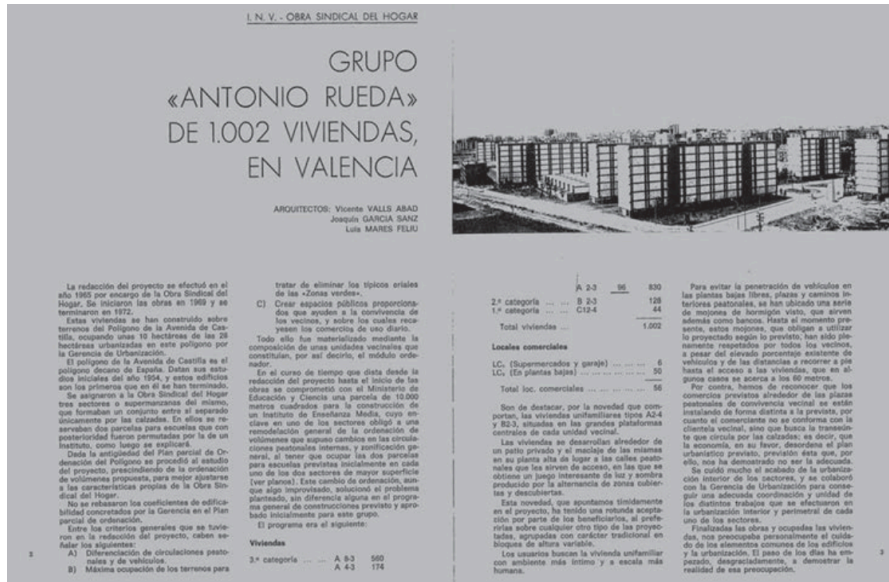 I. N. V. - OBRA SINDICAL DEL HOGAR
GRUPO
«ANTONIO RUEDA»
DE 1.002 VIVIENDAS,
EN VALENCIA
ARQUITECTOS: Vicente VALLS ABAD
Joaquín GARCIA SANZ
Luis MARES FELIU
La redacción del proyecto se efectuó en el
año 1965 por encargo de la Obra Sindical del
Hogar. Se iniciaron las obras en 1969 y se
terminaron en 1972.
Estas viviendas se han construido sobre
terrenos del Polígono de la Avenida de Cas-
tilla, ocupando unas 10 hectáreas de las 28
hectáreas urbanizadas en este polígono por
la Gerencia de Urbanización.
El polígono de la Avenida de Castilla es el
polígono decano de España. Datan sus estu-
dios iniciales del año 1954, y estos edificios
son los primeros que en él se han terminado.
Se asignaron a la Obra Sindical del Hogar
tres sectores o supermanzanas del mismo,
que formaban un conjunto entre sí separado
únicamente por las calzadas. En ellos se re-
servaban dos parcelas para escuelas que con
posterioridad fueron permutadas por la de un
Instituto, como luego se explicará.
Dada la antigüedad del Plan parcial de Or-
denación del Polígono se procedió al estudio
del proyecto, prescindiendo de la ordenación
de volúmenes propuesta, para mejor ajustarse
a las características propias de la Obra Sin-
dical del Hogar.
No se rebasaron los coeficientes de edifica-
bilidad concretados por la Gerencia en el Plan
parcial de ordenación.
Entre los criterios generales que se tuvie-
ron en la redacción del proyecto, caben se-
ñalar los siguientes:
A) Diferenciación de circulaciones peato-
nales y de vehículos.
B) Máxima ocupación de los terrenos para
tratar de eliminar los típicos eriales
de las «Zonas verdes».
C) Crear espacios públicos proporciona-
dos que ayuden a la convivencia de
los vecinos, y sobre los cuales reca-
yesen los comercios de uso diario.
Todo ello fue materializado mediante la
composición de unas unidades vecinales que
constituían, por así decirlo, el módulo orde-
nador.
En el curso de tiempo que dista desde la
redacción del proyecto hasta el inicio de las
obras se comprometió con el Ministerio de
Educación y Ciencia una parcela de 10.000
metros cuadrados para la construcción de
un Instituto de Enseñanza Media, cuyo en-
clave en uno de los sectores obligó a una
remodelación general de la ordenación de
volúmenes que supuso cambios en las circula-
ciones peatonales internas, y zonificación ge-
neral, al tener que ocupar los dos parcelas
para escuelas previstas inicialmente en cada
uno de los dos sectores de mayor superficie
(ver planos). Este cambio de ordenación, aun-
que algo improvisado, solucionó el problema
planteado, sin diferencia alguna en el progra-
ma general de construcciones previsto y apro-
bado inicialmente para este grupo.
El programa era el siguiente:
Viviendas
3.ª categoría ... ... A 8-3 560
A 4-3 174
A 2-3 96 830
2.ª categoría ... ... B 2-3 128
1.ª categoría ... ... C12-4 44
Total viviendas ... 1.002
Locales comerciales
LC. (Supermercados y garaje) ... ... ... ... 6
LC. (En plantas bajas) ... ... ... ... ... 50
Total loc. comerciales ... ... ... ... 56
Son de destacar, por la novedad que com-
portan, las viviendas unifamiliares tipos A2-4
y B2-3, situadas en las grandes plataformas
centrales de cada unidad vecinal.
Las viviendas se desarrollan alrededor de
un patio privado y el maclaje de las mismas
en su planta alta da lugar a las calles peato-
nales que les sirven de acceso, en las que se
obtiene un juego interesante de luz y sombra
producido por la alternancia de zonas cubier-
tas y descubiertas.
Esta novedad, que apuntamos tímidamente
en el proyecto, ha tenido una rotunda acepta-
ción por parte de los beneficiarios, al prefe-
rirlas sobre cualquier otro tipo de las proyec-
tadas, agrupadas con carácter tradicional en
bloques de altura variable.
Los usuarios buscan la vivienda unifamiliar
con ambiente más íntimo y a escala más
humana.
Para evitar la penetración de vehículos en
las plantas bajas libres, plazas y caminos in-
teriores peatonales, se han ubicado una serie
de mojones de hormigón visto, que sirven
además como bancos. Hasta el momento pre-
sente, estos mojones, que obligan a utilizar
lo proyectado según lo previsto, han sido ple-
namente respetados por todos los vecinos,
a pesar del elevado porcentaje existente de
vehículos y de las distancias a recorrer a pie
hasta el acceso a las viviendas, que en al-
gunos casos se acerca a los 60 metros.
Por contra, hemos de reconocer que los
comercios previstos alrededor de las plazas
peatonales de convivencia vecinal se están
instalando de forma distinta a la prevista, por
cuanto el comerciante no se conforma con la
clientela vecinal, sino que busca la transeún-
te que circula por las calzadas; es decir, que
la economía, en su favor, desordena el plan
urbanístico previsto, previsión ésta que, por
ello, nos ha demostrado no ser la adecuada.
Se cuidó mucho el acabado de la urbaniza-
ción interior de los sectores, y se colaboró
con la Gerencia de Urbanización para conse-
guir una adecuada coordinación y unidad de
los distintos trabajos que se efectuaron en
la urbanización interior y perimetral de cada
uno de los sectores.
Finalizadas las obras y ocupadas las vivien-
das, nos preocupaba personalmente el cuida-
do de los elementos comunes de los edificios
y la urbanización. El paso de los días ha em-
pezado, desgraciadamente, a demostrar la
realidad de esa preocupación.
3